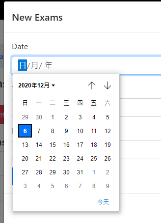 New Exams
Date
日/月/ 年
2020年12月
日 一 二 三 四 五 六
29 30 1 2 3 4 5
6 7 8 9 10 11 12
13 14 15 16 17 18 19
20 21 22 23 24 25 26
27 28 29 30 31 1 2
3 4 5 6 7 8 9
今天